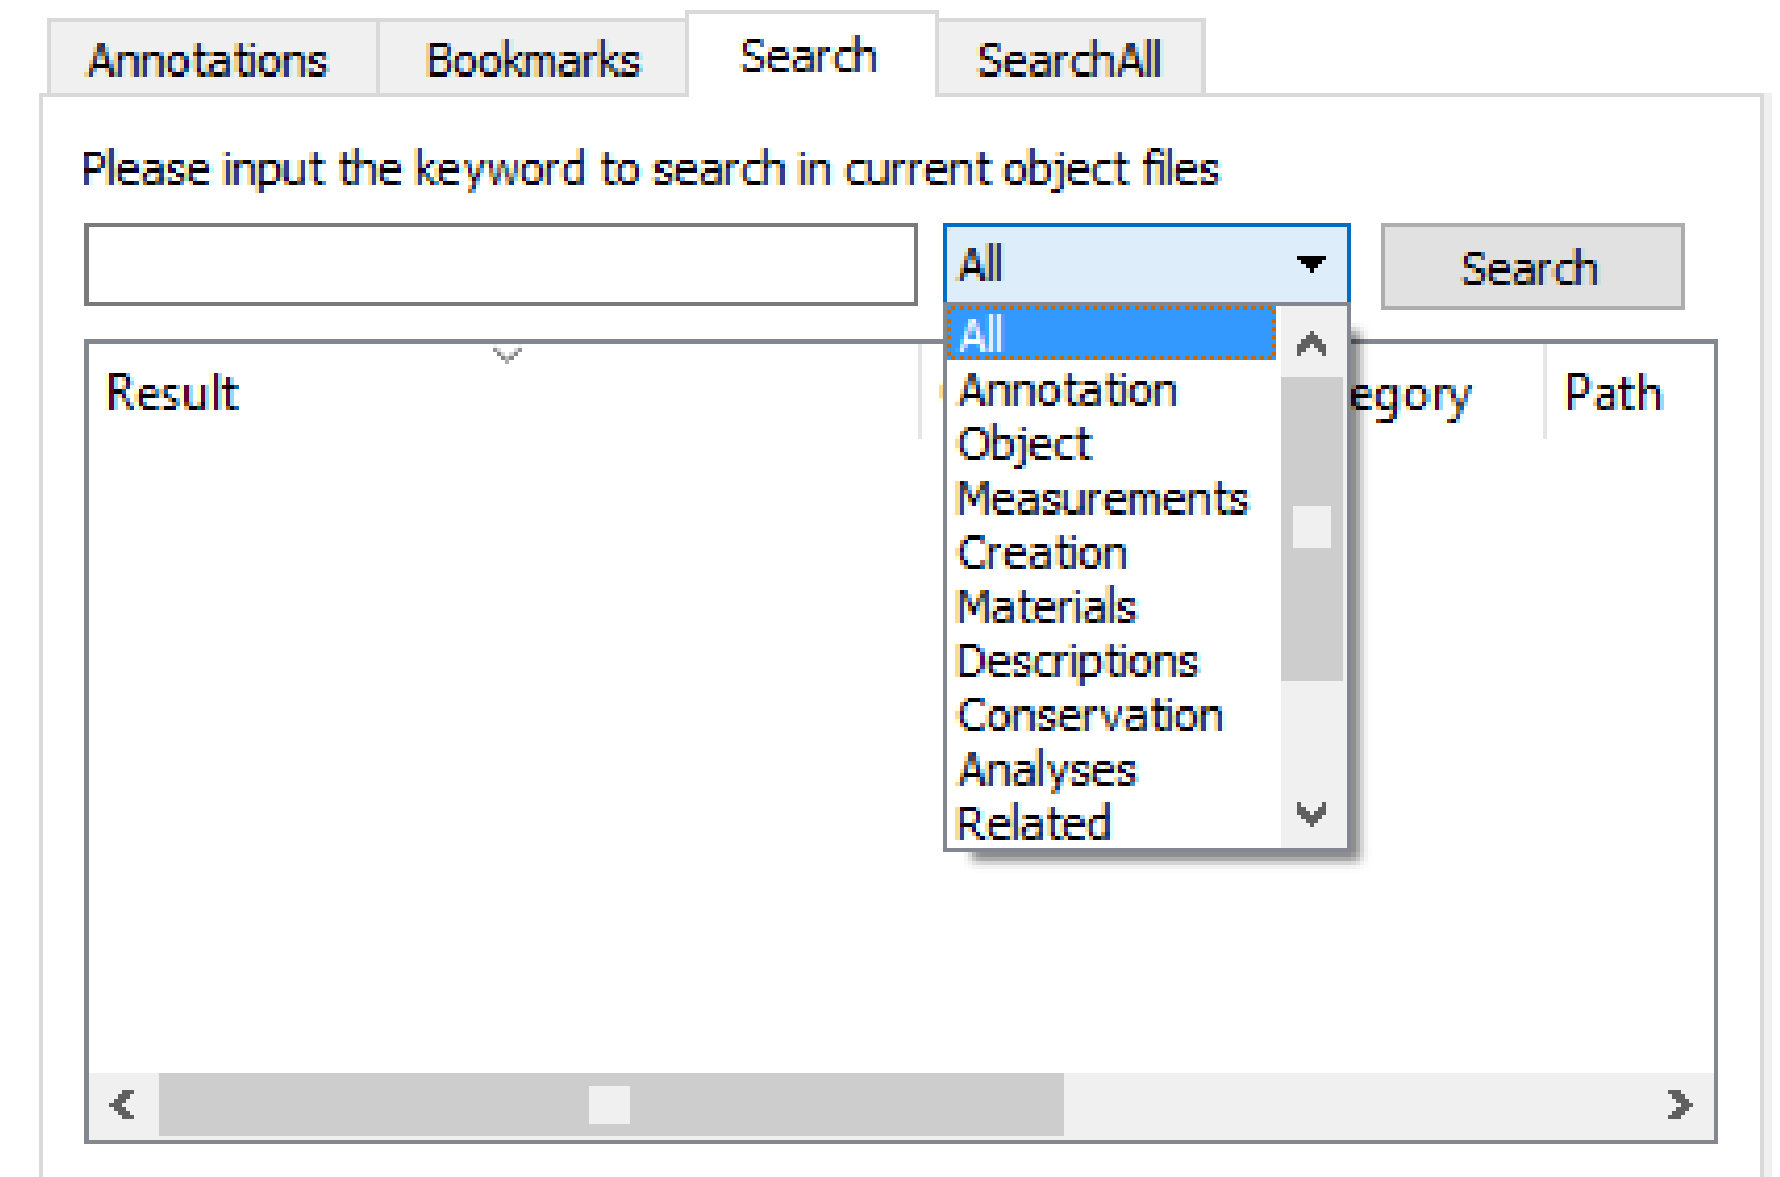 Annotations Bookmarks Search SearchAll
Please input the keyword to search in current object files
All Search
All
Result egory Path
Annotation
Object
Measurements
Creation
Materials
Descriptions
Conservation
Analyses
Related